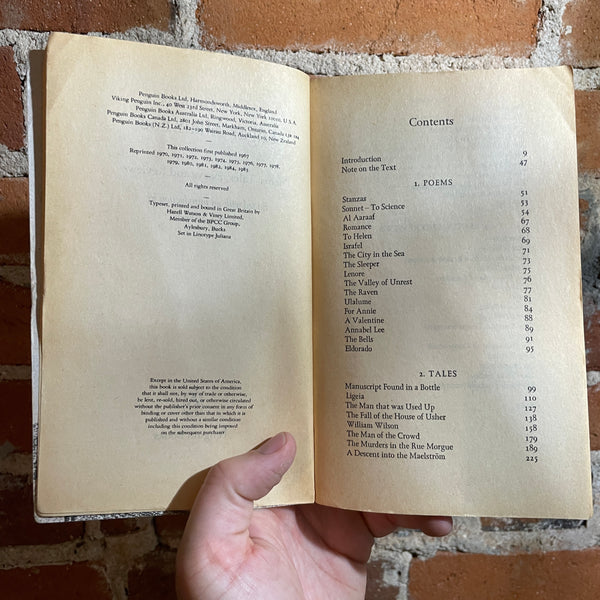 Penguin Books Ltd, Harmondsworth, Middlesex, England
Viking Penguin Inc., 40 West 23rd Street, New York, New York 10010, U.S.A.
Penguin Books Australia Ltd, Ringwood, Victoria, Australia
Penguin Books Canada Ltd, 2801 John Street, Markham, Ontario, Canada L3R 1B4
Penguin Books (N.Z.) Ltd, 182–190 Wairau Road, Auckland 10, New Zealand
—
This collection first published 1967
Reprinted 1970, 1971, 1972, 1973, 1974, 1975, 1976, 1977, 1978,
1979, 1980, 1981, 1982, 1984, 1985
—
All rights reserved
—
Typeset, printed and bound in Great Britain by
Hazell Watson & Viney Limited,
Member of the BPCC Group,
Aylesbury, Bucks
Set in Linotype Juliana
Except in the United States of America,
this book is sold subject to the condition
that it shall not, by way of trade or otherwise,
be lent, re-sold, hired out, or otherwise circulated
without the publisher's prior consent in any form of
binding or cover other than that in which it is
published and without a similar condition
including this condition being imposed
on the subsequent purchaser
Contents
Introduction 9
Note on the Text 47
1. POEMS
Stanzas 51
Sonnet – To Science 53
Al Aaraaf 54
Romance 67
To Helen 68
Israfel 69
The City in the Sea 71
The Sleeper 73
Lenore 75
The Valley of Unrest 76
The Raven 77
Ulalume 81
For Annie 84
A Valentine 88
Annabel Lee 89
The Bells 91
Eldorado 95
2. TALES
Manuscript Found in a Bottle 99
Ligeia 110
The Man that was Used Up 127
The Fall of the House of Usher 138
William Wilson 158
The Man of the Crowd 179
The Murders in the Rue Morgue 189
A Descent into the Maelström 225